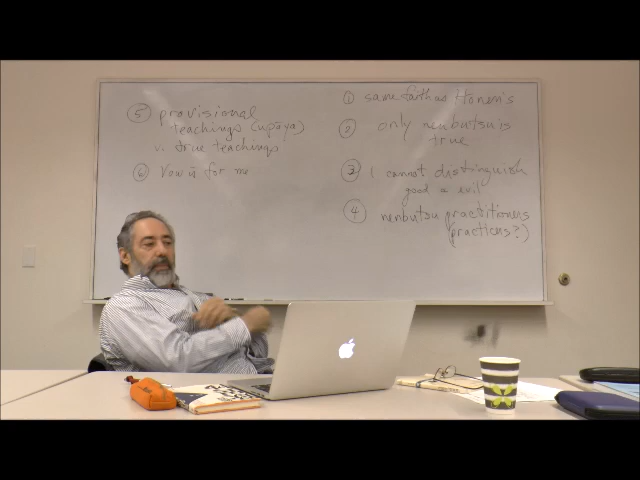 ⑤ provisional
teachings (upāya)
v. true teachings
⑥ Vow is for me
① same faith as Honen's
② only nenbutsu is
true
③ I cannot distinguish
good & evil
④ nenbutsu practitioners
(practices?)